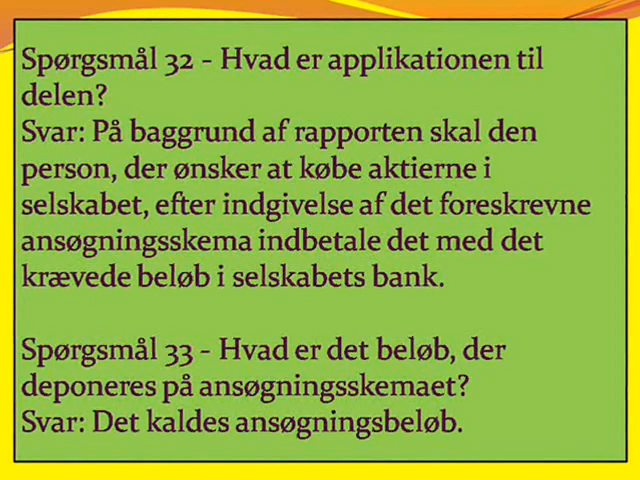 Spørgsmål 32 - Hvad er applikationen til
delen?
Svar: På baggrund af rapporten skal den
person, der ønsker at købe aktierne i
selskabet, efter indgivelse af det foreskrevne
ansøgningsskema indbetale det med det
krævede beløb i selskabets bank.
Spørgsmål 33 - Hvad er det beløb, der
deponeres på ansøgningsskemaet?
Svar: Det kaldes ansøgningsbeløb.